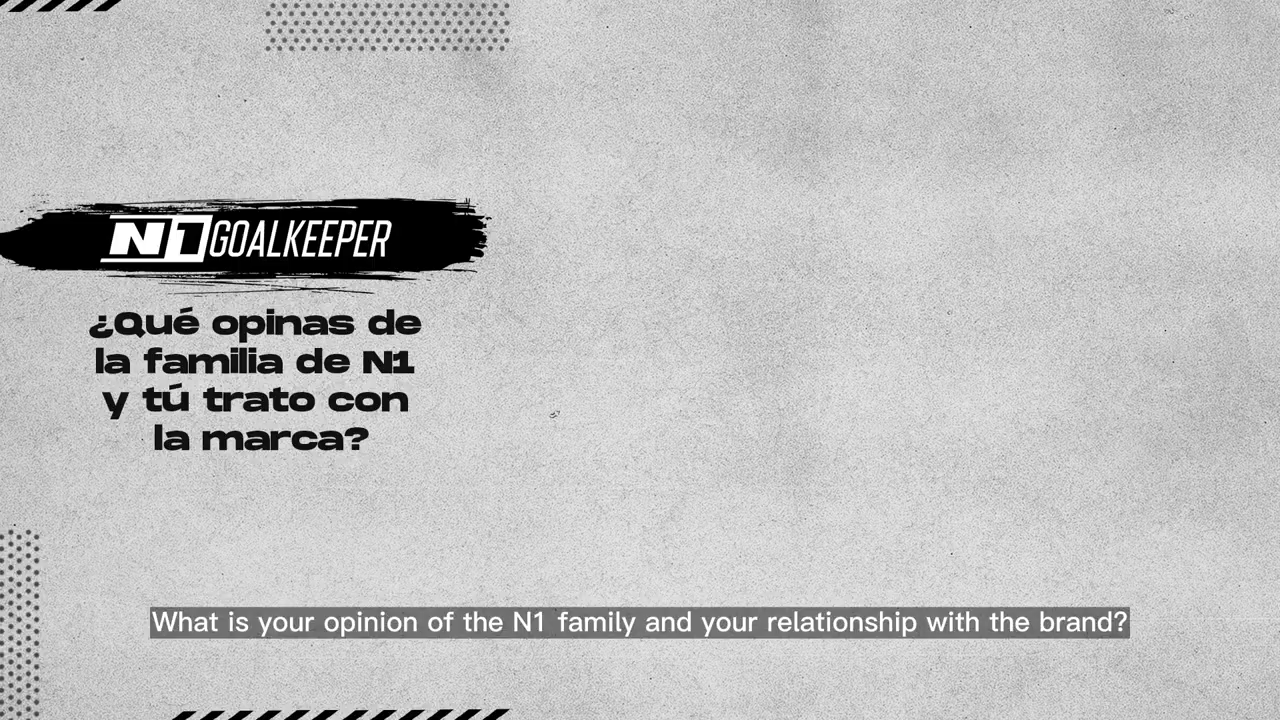 N1 GOALKEEPER
¿Qué opinas de
la familia de N1
y tú trato con
la marca?
What is your opinion of the N1 family and your relationship with the brand?